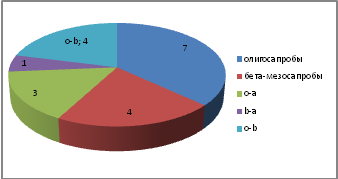 o-b; 4
7
1
3
4
олигосапробы
бета-мезосапробы
o-a
b-a
o-b